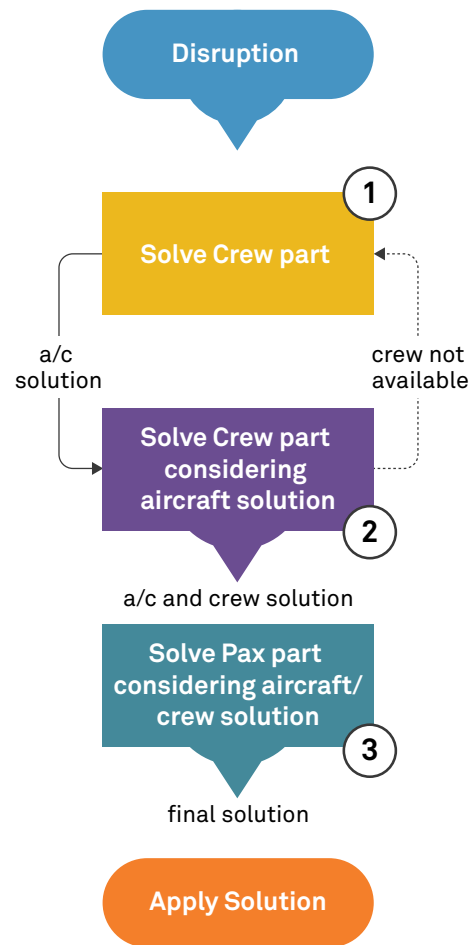 Disruption
1
Solve Crew part
a/c
solution
crew not
available
Solve Crew part
considering
aircraft solution
2
a/c and crew solution
Solve Pax part
considering aircraft/
crew solution
3
final solution
Apply Solution